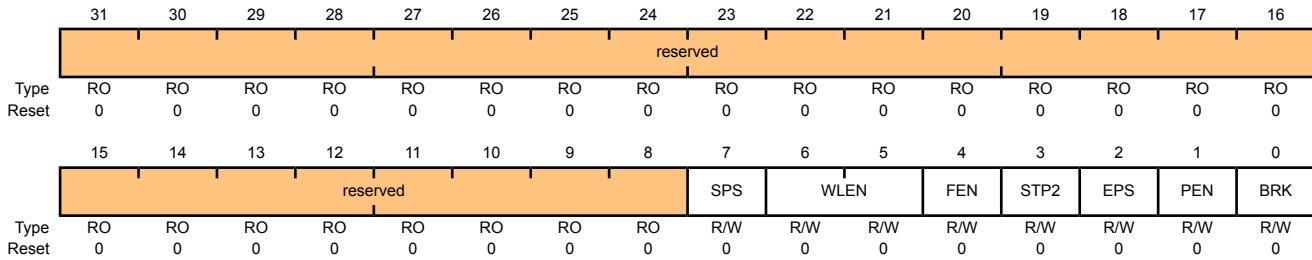 31 30 29 28 27 26 25 24 23 22 21 20 19 18 17 16
reserved
Type RO RO RO RO RO RO RO RO RO RO RO RO RO RO RO RO
Reset 0 0 0 0 0 0 0 0 0 0 0 0 0 0 0 0
15 14 13 12 11 10 9 8 7 6 5 4 3 2 1 0
reserved SPS WLEN FEN STP2 EPS PEN BRK
Type RO RO RO RO RO RO RO RO R/W R/W R/W R/W R/W R/W R/W R/W
Reset 0 0 0 0 0 0 0 0 0 0 0 0 0 0 0 0